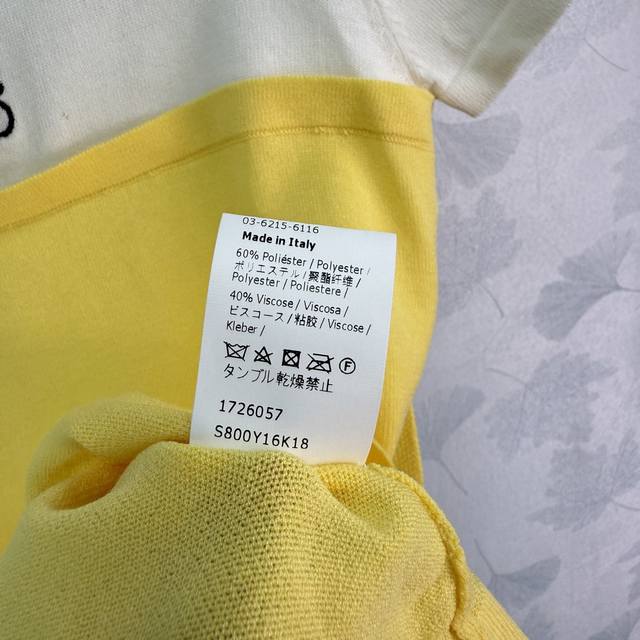 03-6215-6116
Made in Italy
60% Poliéster / Polyester /
ポリエステル / 聚酯纤维 /
Polyester / Poliestere /
40% Viscose / Viscosa /
ビスコース / 粘胶 / Viscose /
Kleber /
F
タンブル乾燥禁止
1726057
S800Y16K18